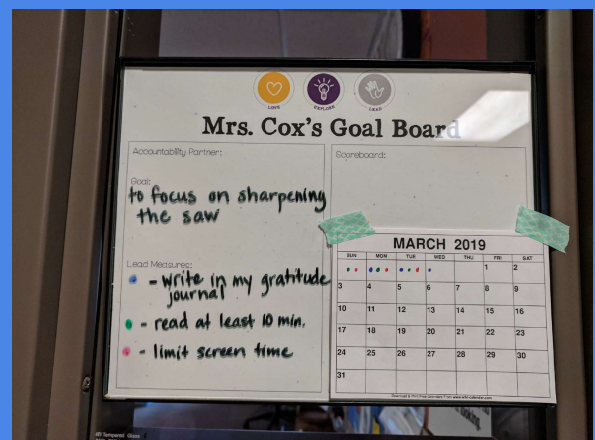 LOVE EXPLORE LEAD
Mrs. Cox's Goal Board
Accountability Partner:
Goal:
to focus on sharpening
the saw
Lead Measures:
- write in my gratitude
journal
- read at least 10 min.
- limit screen time
Scoreboard:
MARCH 2019
SUN MON TUE WED THU FRI SAT
1 2
3 4 5 6 7 8 9
10 11 12 13 14 15 16
17 18 19 20 21 22 23
24 25 26 27 28 29 30
31